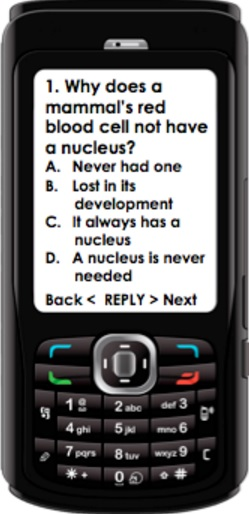 1. Why does a
mammal's red
blood cell not have
a nucleus?
A. Never had one
B. Lost in its
development
C. It always has a
nucleus
D. A nucleus is never
needed
Back < REPLY > Next
1
2 abc
def 3
4 ghi
5 jkl
mno 6
7 pqrs
8 tuv
wxyz 9
* +
0
#